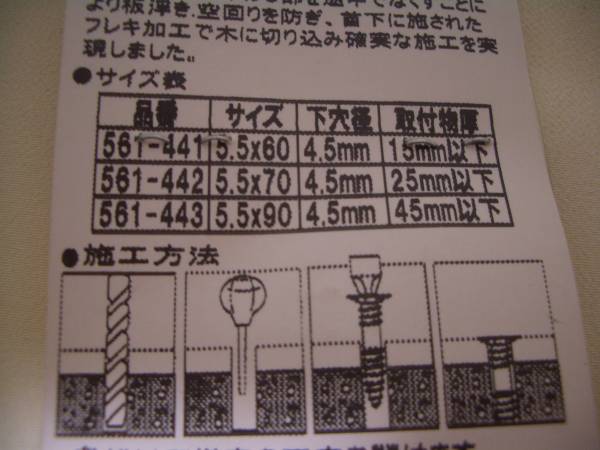 より板浮き、空回りを防ぎ、首下に施された
フレキ加工で木に切り込み確実な施工を実
現しました。
●サイズ表
品番 サイズ 下穴径 取付物厚
561-441 5.5x60 4.5mm 15mm以下
561-442 5.5x70 4.5mm 25mm以下
561-443 5.5x90 4.5mm 45mm以下
●施工方法